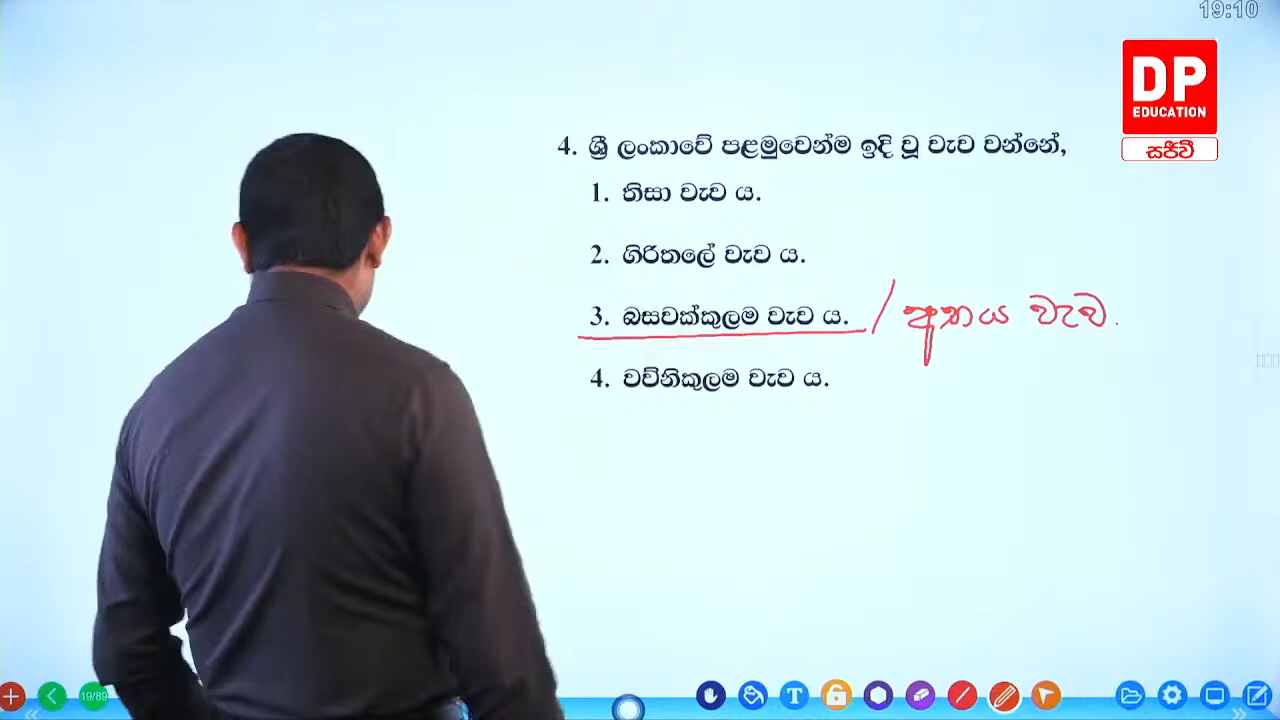 19:10
DP
EDUCATION
සජීවී
4. ශ්‍රී ලංකාවේ පළමුවෙන්ම ඉදි වූ වැව වන්නේ,
1. තිසා වැව ය.
2. ගිරිතලේ වැව ය.
3. බසවක්කුලම වැව ය. / අභය වැව.
4. වව්නිකුලම වැව ය.
19/89